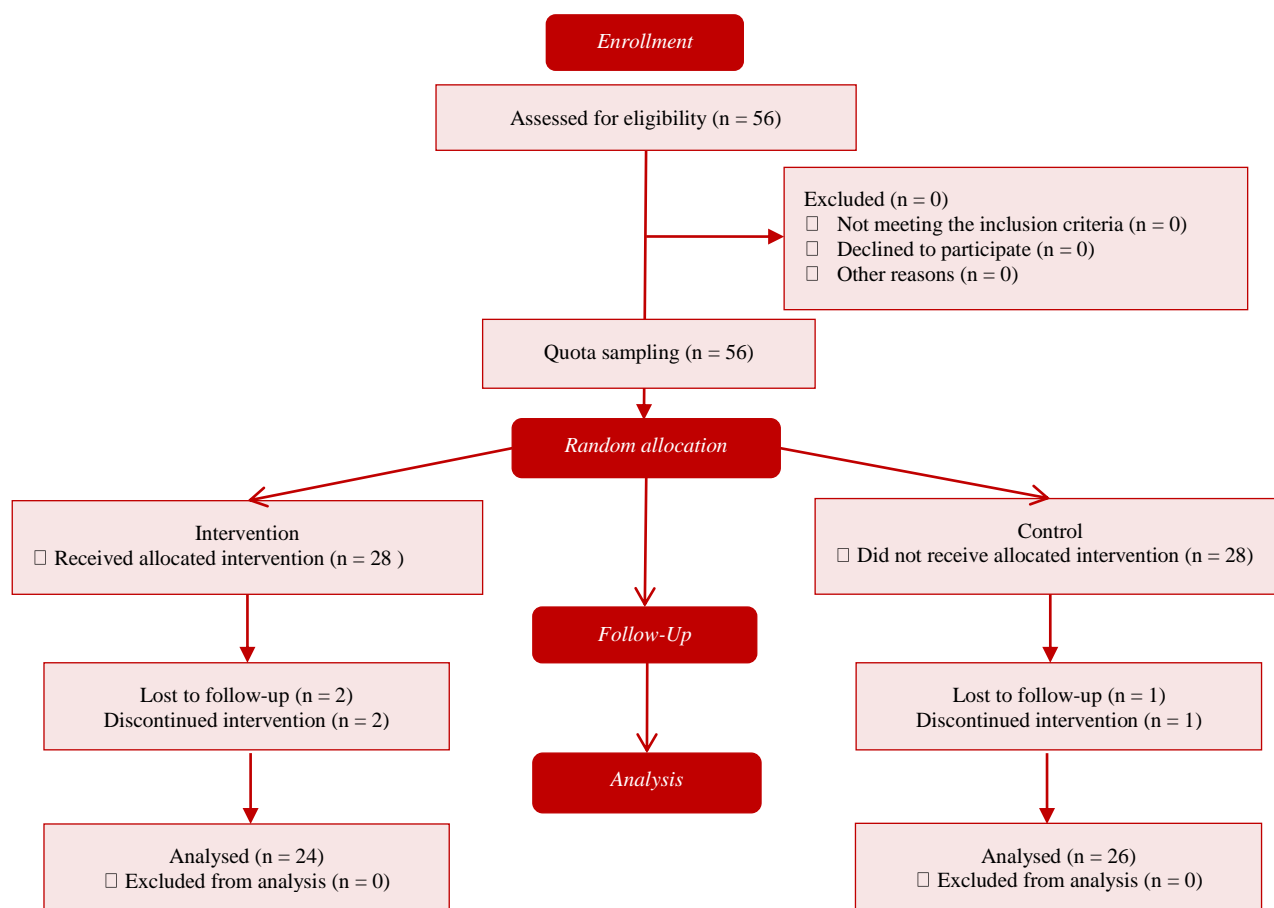 Enrollment
Assessed for eligibility (n = 56)
Excluded (n = 0)
□ Not meeting the inclusion criteria (n = 0)
□ Declined to participate (n = 0)
□ Other reasons (n = 0)
Quota sampling (n = 56)
Random allocation
Intervention
□ Received allocated intervention (n = 28 )
Control
□ Did not receive allocated intervention (n = 28)
Follow-Up
Lost to follow-up (n = 2)
Discontinued intervention (n = 2)
Lost to follow-up (n = 1)
Discontinued intervention (n = 1)
Analysis
Analysed (n = 24)
□ Excluded from analysis (n = 0)
Analysed (n = 26)
□ Excluded from analysis (n = 0)